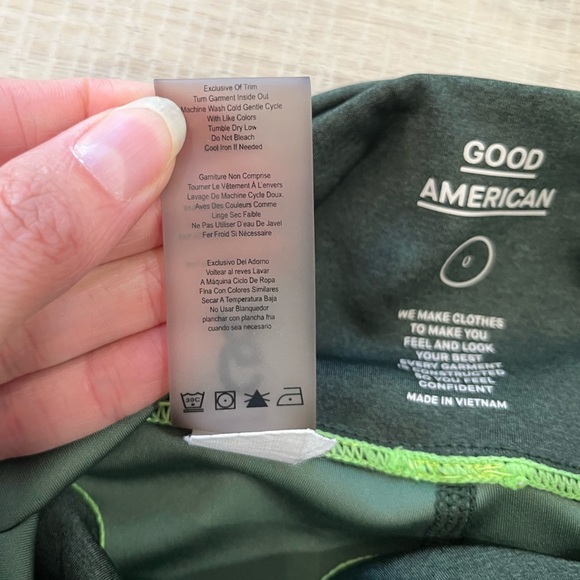 Exclusive Of Trim
Turn Garment Inside Out
Machine Wash Cold Gentle Cycle
With Like Colors
Tumble Dry Low
Do Not Bleach
Cool Iron If Needed
Garniture Non Comprise
Tourner Le Vêtement A L'envers
Lavage De Machine Cycle Doux.
Aves Des Couleurs Comme
Linge Sec Faible
Ne Pas Utiliser D'eau De Javel
Fer Froid Si Nécessaire
Exclusivo Del Adorno
Voltear al reves Lavar
A Máquina Ciclo De Ropa
Fina Con Colores Similares
Secar A Temperatura Baja
No Usar Blanquedor
planchar con plancha fria
cuando sea necesario
30C
GOOD
AMERICAN
0
WE MAKE CLOTHES
TO MAKE YOU
FEEL AND LOOK
YOUR BEST
EVERY GARMENT
IS CONSTRUCTED
SO YOU FEEL
CONFIDENT
MADE IN VIETNAM